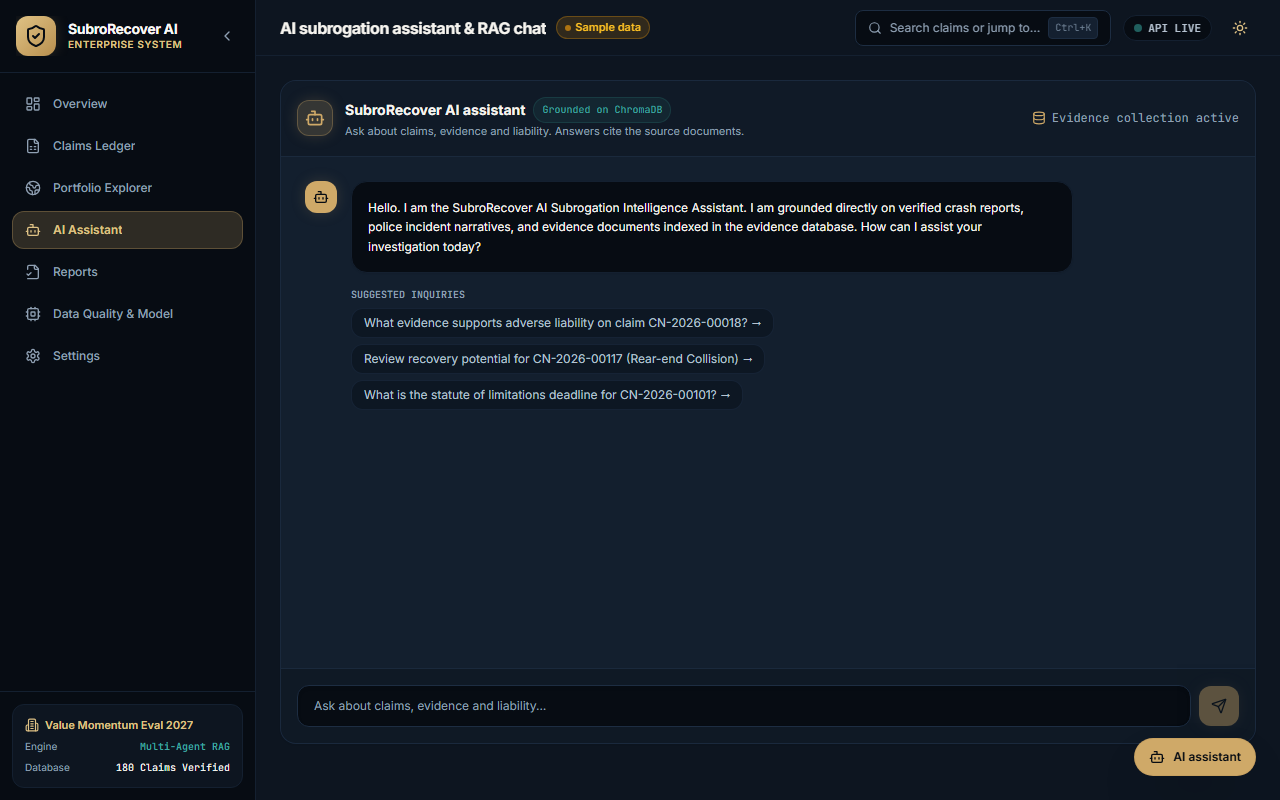 SubroRecover AI
ENTERPRISE SYSTEM
Overview
Claims Ledger
Portfolio Explorer
AI Assistant
Reports
Data Quality & Model
Settings
Value Momentum Eval 2027
Engine Multi-Agent RAG
Database 180 Claims Verified
AI subrogation assistant & RAG chat
Sample data
Search claims or jump to...
Ctrl+K
API LIVE
SubroRecover AI assistant
Grounded on ChromaDB
Ask about claims, evidence and liability. Answers cite the source documents.
Evidence collection active
Hello. I am the SubroRecover AI Subrogation Intelligence Assistant. I am grounded directly on verified crash reports,
police incident narratives, and evidence documents indexed in the evidence database. How can I assist your
investigation today?
SUGGESTED INQUIRIES
What evidence supports adverse liability on claim CN-2026-00018? →
Review recovery potential for CN-2026-00117 (Rear-end Collision) →
What is the statute of limitations deadline for CN-2026-00101? →
Ask about claims, evidence and liability...
AI assistant